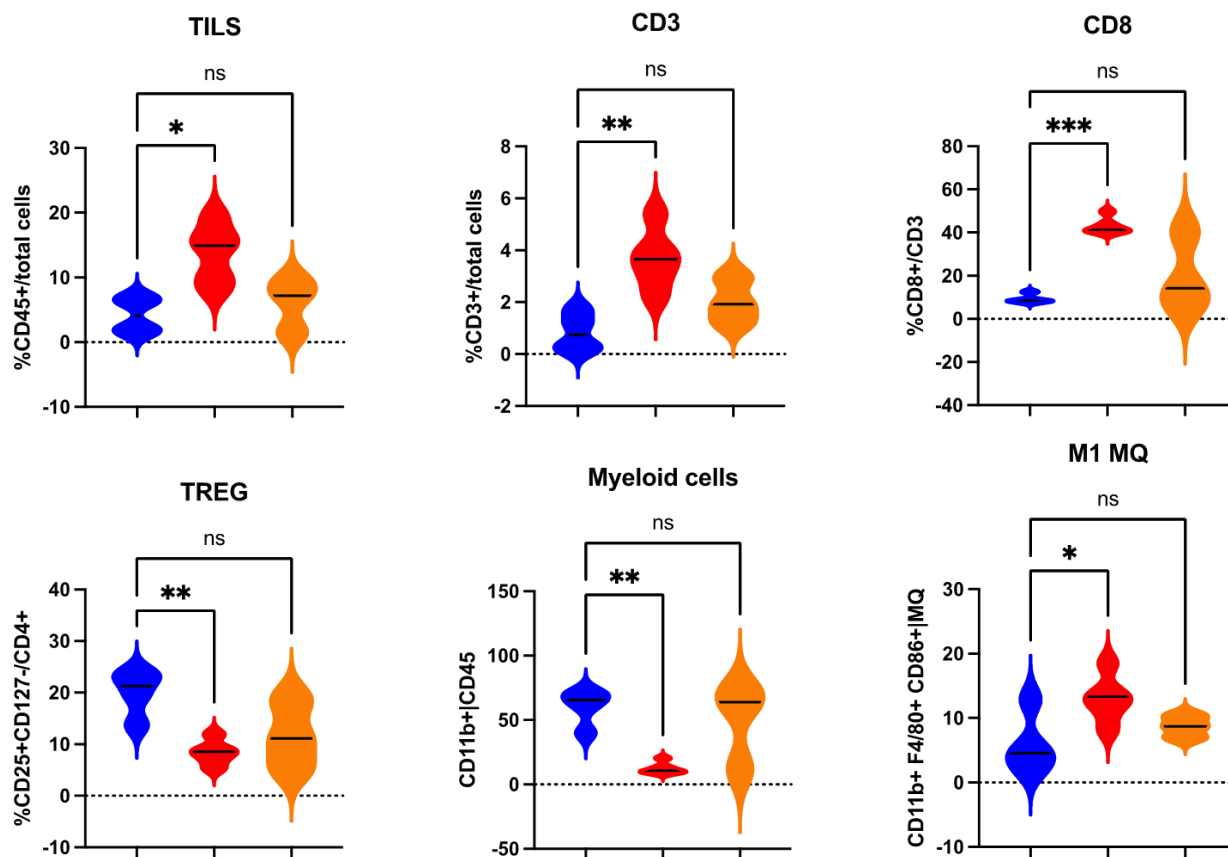 TILS
ns
*
%CD45+/total cells
30
20
10
0
-10
CD3
ns
**
%CD3+/total cells
8
6
4
2
0
-2
CD8
ns
***
%CD8+/CD3
80
60
40
20
0
-20
-40
TREG
ns
**
%CD25+CD127-/CD4+
40
30
20
10
0
-10
Myeloid cells
ns
**
CD11b+|CD45
150
100
50
0
-50
M1 MQ
ns
*
CD11b+ F4/80+ CD86+|MQ
30
20
10
0
-10